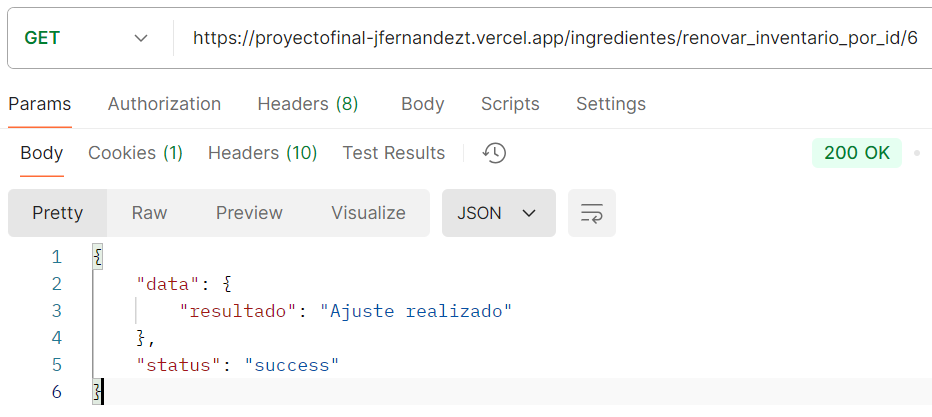 GET https://proyectofinal-jfernandezt.vercel.app/ingredientes/renovar_inventario_por_id/6
Params Authorization Headers (8) Body Scripts Settings
Body Cookies (1) Headers (10) Test Results 200 OK
Pretty Raw Preview Visualize JSON
1 {
2 "data": {
3 "resultado": "Ajuste realizado"
4 },
5 "status": "success"
6 }